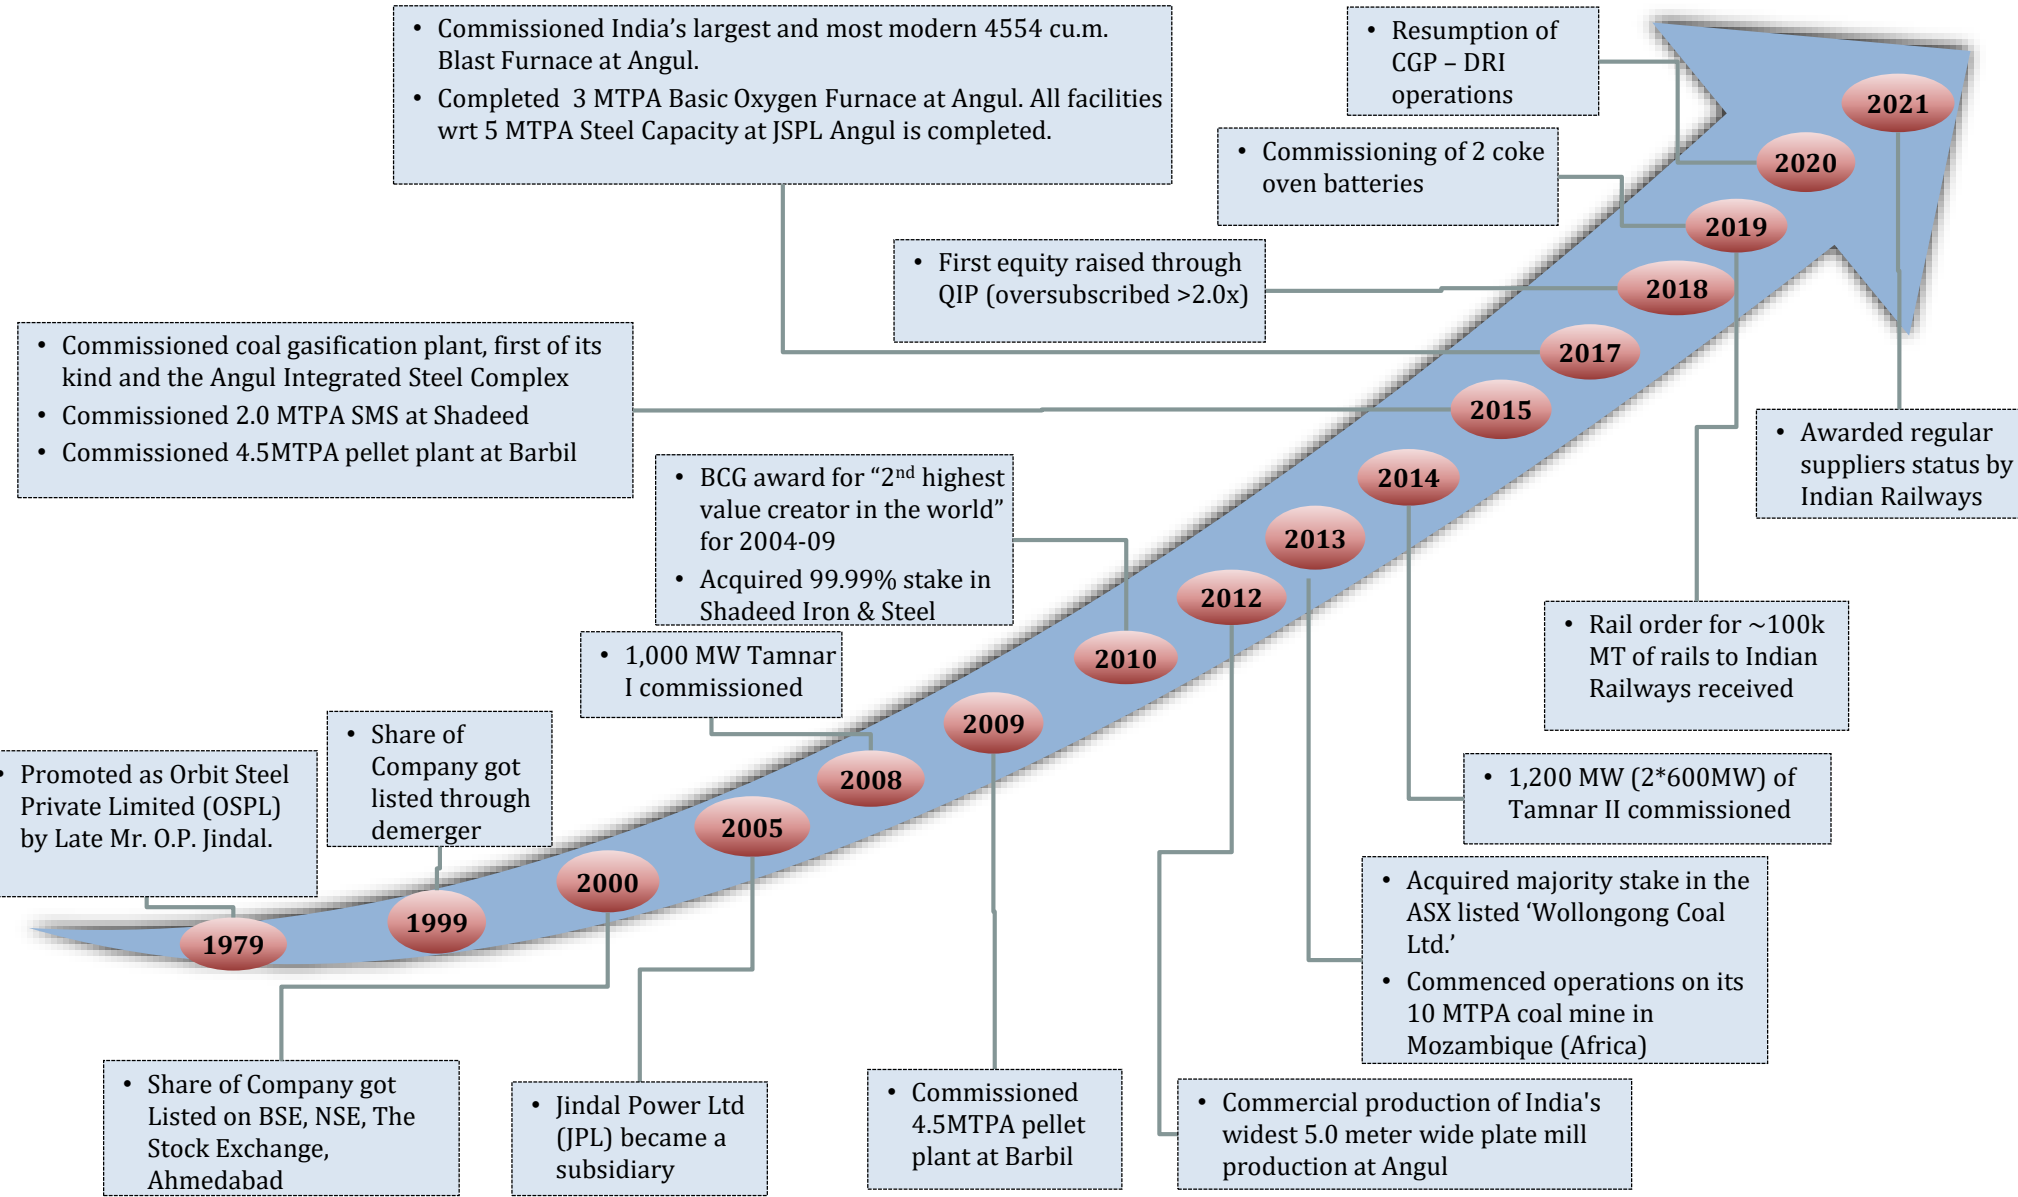 • Commissioned India’s largest and most modern 4554 cu.m.
Blast Furnace at Angul.
• Completed 3 MTPA Basic Oxygen Furnace at Angul. All facilities
wrt 5 MTPA Steel Capacity at JSPL Angul is completed.
• Resumption of
CGP – DRI
operations
2021
• Commissioning of 2 coke
oven batteries
2020
2019
• First equity raised through
QIP (oversubscribed >2.0x)
2018
• Commissioned coal gasification plant, first of its
kind and the Angul Integrated Steel Complex
• Commissioned 2.0 MTPA SMS at Shadeed
• Commissioned 4.5MTPA pellet plant at Barbil
2017
2015
• Awarded regular
suppliers status by
Indian Railways
• BCG award for “2nd highest
value creator in the world”
for 2004-09
• Acquired 99.99% stake in
Shadeed Iron & Steel
2014
2013
2012
• Rail order for ~100k
MT of rails to Indian
Railways received
• 1,000 MW Tamnar
I commissioned
2010
2009
• Share of
Company got
listed through
demerger
• Promoted as Orbit Steel
Private Limited (OSPL)
by Late Mr. O.P. Jindal.
2008
• 1,200 MW (2*600MW) of
Tamnar II commissioned
2005
2000
1999
1979
• Acquired majority stake in the
ASX listed ‘Wollongong Coal
Ltd.’
• Commenced operations on its
10 MTPA coal mine in
Mozambique (Africa)
• Share of Company got
Listed on BSE, NSE, The
Stock Exchange,
Ahmedabad
• Jindal Power Ltd
(JPL) became a
subsidiary
• Commissioned
4.5MTPA pellet
plant at Barbil
• Commercial production of India's
widest 5.0 meter wide plate mill
production at Angul